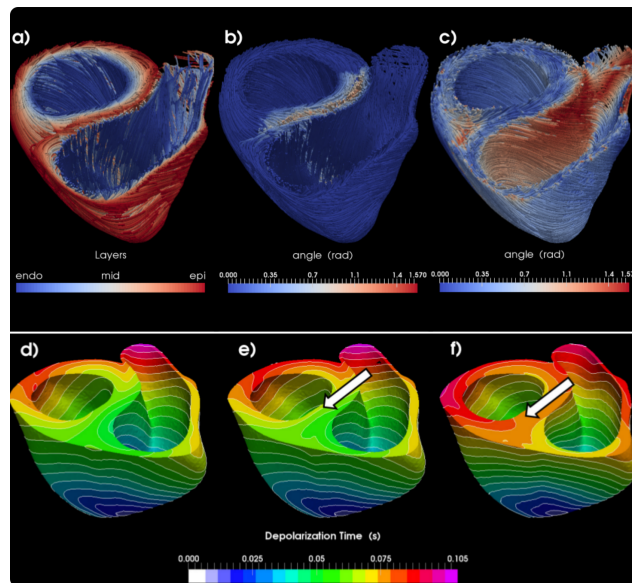 a)
b)
c)
Layers
endo mid epi
angle (rad)
0.000 0.35 0.7 1.1 1.4 1.570
angle (rad)
0.000 0.35 0.7 1.1 1.4 1.57
d)
e)
f)
Depolarization Time (s)
0.000 0.025 0.05 0.075 0.105